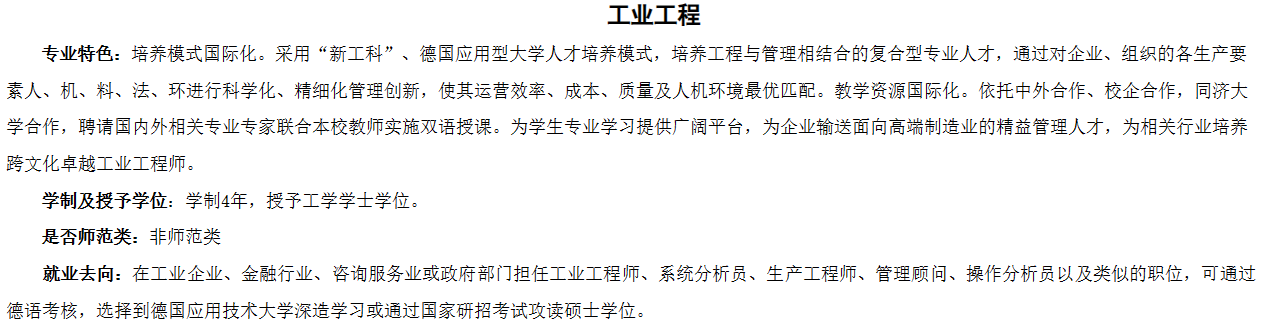 工业工程
专业特色：培养模式国际化。采用“新工科”、德国应用型大学人才培养模式，培养工程与管理相结合的复合型专业人才，通过对企业、组织的各生产要
素人、机、料、法、环进行科学化、精细化管理创新，使其运营效率、成本、质量及人机环境最优匹配。教学资源国际化。依托中外合作、校企合作，同济大
学合作，聘请国内外相关专业专家联合本校教师实施双语授课。为学生专业学习提供广阔平台，为企业输送面向高端制造业的精益管理人才，为相关行业培养
跨文化卓越工业工程师。
学制及授予学位：学制4年，授予工学学士学位。
是否师范类：非师范类
就业去向：在工业企业、金融行业、咨询服务业或政府部门担任工业工程师、系统分析员、生产工程师、管理顾问、操作分析员以及类似的职位，可通过
德语考核，选择到德国应用技术大学深造学习或通过国家研招考试攻读硕士学位。